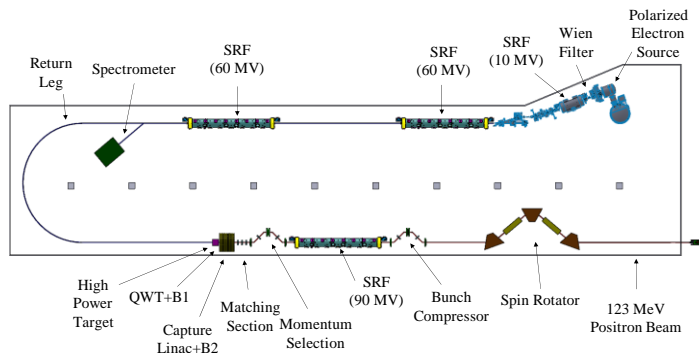 Return
Leg
Spectrometer
SRF
(60 MV)
SRF
(60 MV)
SRF
(10 MV)
Wien
Filter
Polarized
Electron
Source
High
Power
Target
QWT+B1
Capture
Linac+B2
Matching
Section
Momentum
Selection
SRF
(90 MV)
Bunch
Compressor
Spin Rotator
123 MeV
Positron Beam